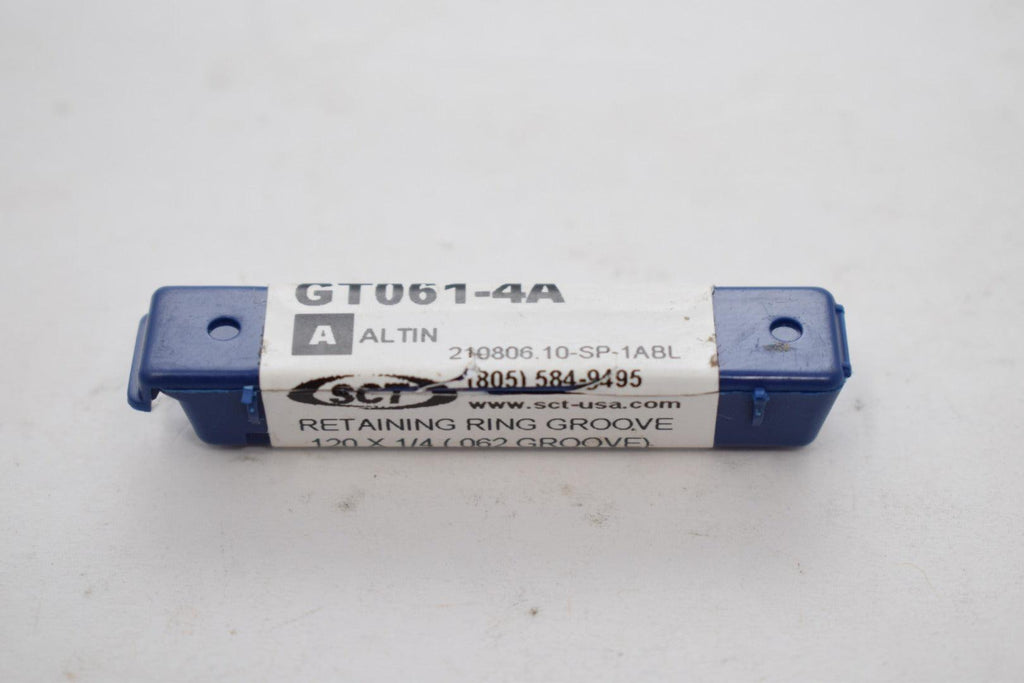 GT061-4A
A ALTIN
210806.10-SP-1ABL
SCT (805) 584-9495
www.sct-usa.com
RETAINING RING GROOVE
.120 X 1/4 (.062 GROOVE)